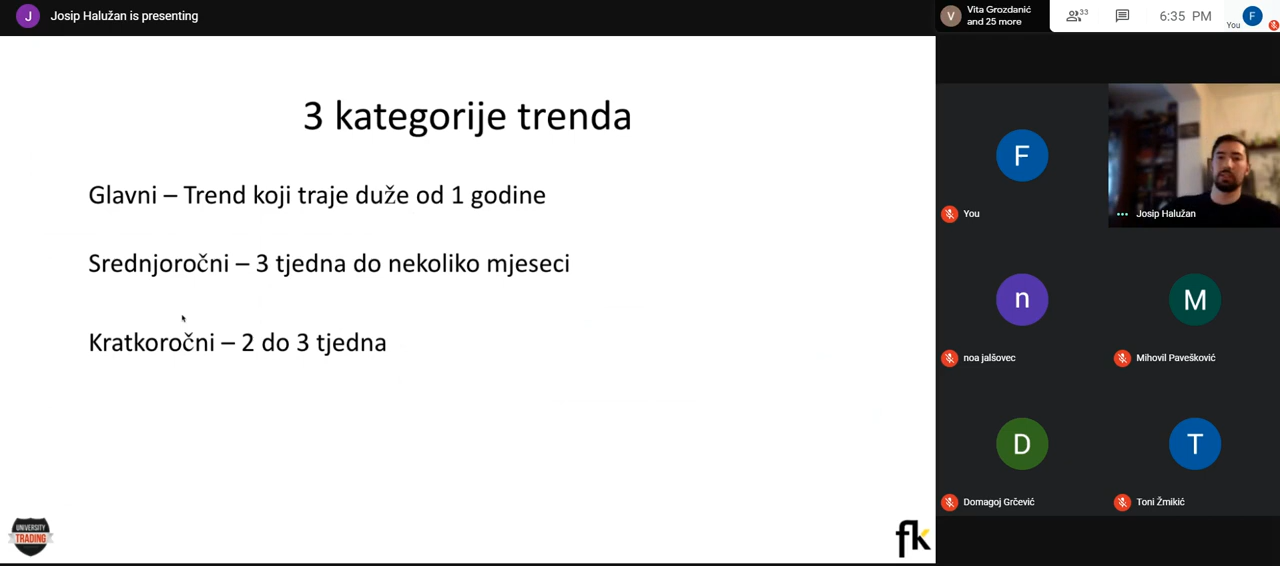 J
Josip Halužan is presenting
V
Vita Grozdanić
and 25 more
33
6:35 PM
You
F
3 kategorije trenda
Glavni – Trend koji traje duže od 1 godine
Srednjoročni – 3 tjedna do nekoliko mjeseci
Kratkoročni – 2 do 3 tjedna
UNIVERSITY
TRADING
fk
F
You
Josip Halužan
n
noa jalšovec
M
Mihovil Pavešković
D
Domagoj Grčević
T
Toni Žmikić